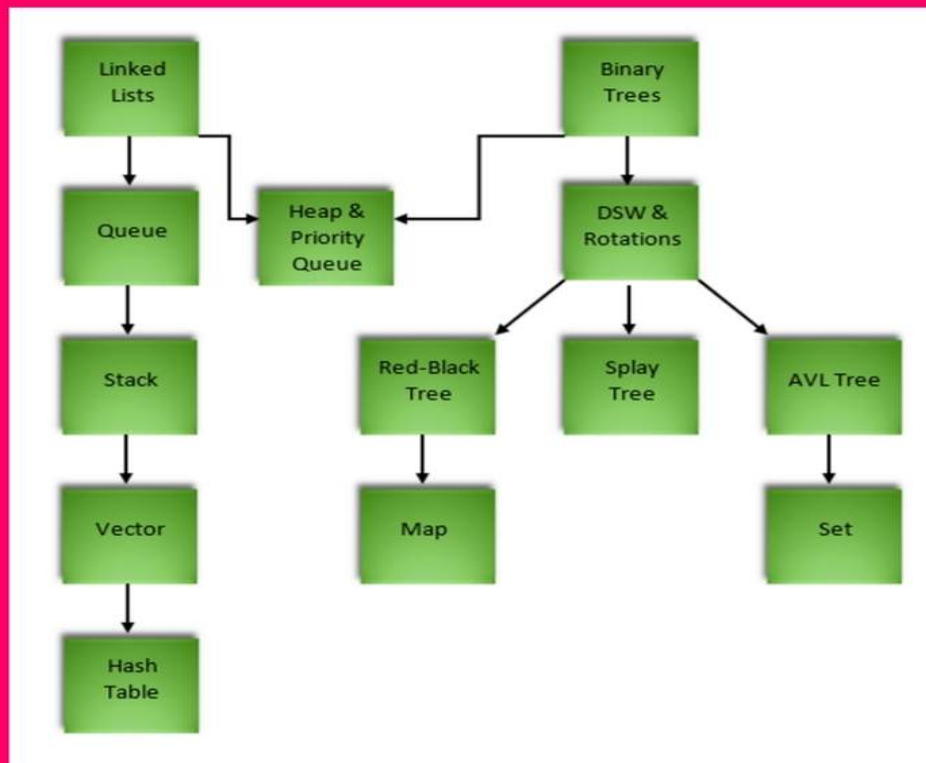 Linked
Lists
Binary
Trees
Queue
Heap &
Priority
Queue
DSW &
Rotations
Stack
Red-Black
Tree
Splay
Tree
AVL Tree
Vector
Map
Set
Hash
Table